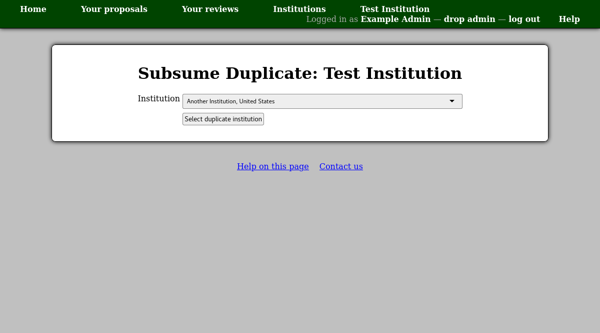 Home Your proposals Your reviews Institutions Test Institution
Logged in as Example Admin — drop admin — log out Help
Subsume Duplicate: Test Institution
Institution Another Institution, United States
Select duplicate institution
Help on this page Contact us